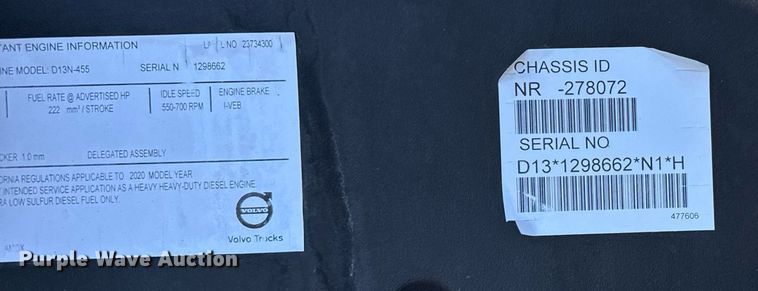 TANT ENGINE INFORMATION L L NO 23734300
INE MODEL: D13N-455 SERIAL N 1298662
FUEL RATE @ ADVERTISED HP IDLE SPEED ENGINE BRAKE
222 mm³/STROKE 550-700 RPM I-VEB
CKER 1.0 mm DELEGATED ASSEMBLY
ORNIA REGULATIONS APPLICABLE TO 2020 MODEL YEAR
INTENDED SERVICE APPLICATION AS A HEAVY HEAVY-DUTY DIESEL ENGINE.
RA LOW SULFUR DIESEL FUEL ONLY.
VOLVO
Volvo Trucks
CHASSIS ID
NR -278072
SERIAL NO
D13*1298662*N1*H
477606
Purple Wave Auction